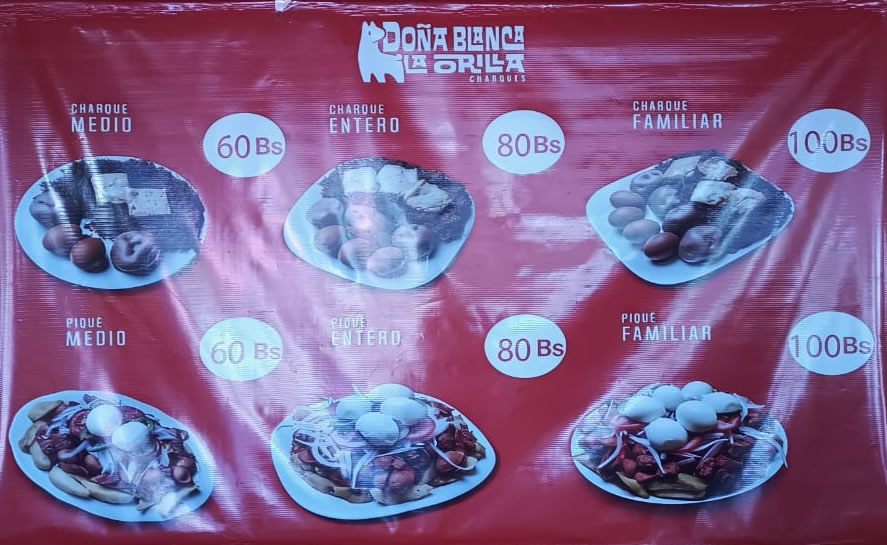 DOÑA BLANCA
LA ORILLA
CHARQUES
CHARQUE
MEDIO
60 Bs
CHARQUE
ENTERO
80 Bs
CHARQUE
FAMILIAR
100Bs
PIQUE
MEDIO
60 Bs
PIQUE
ENTERO
80 Bs
PIQUE
FAMILIAR
100Bs